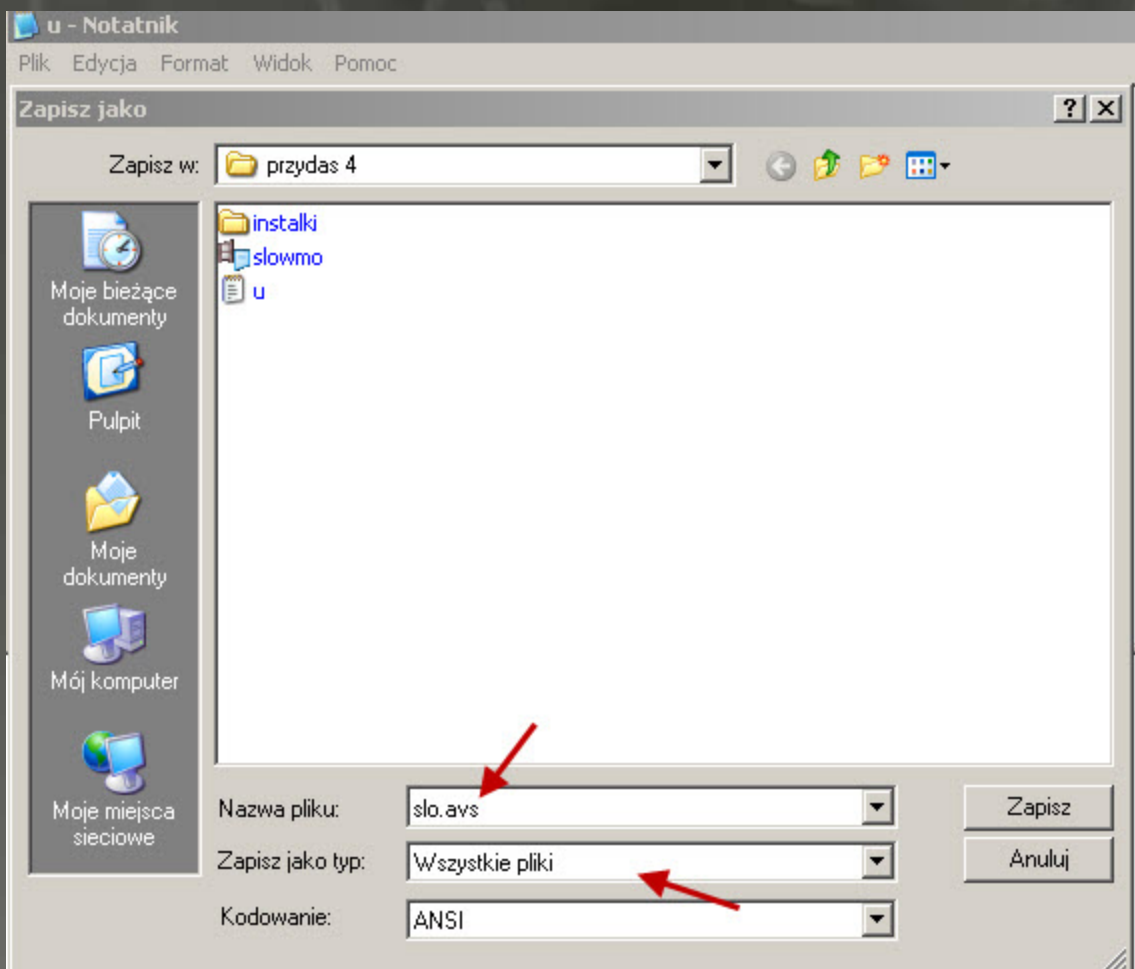 u - Notatnik
Plik Edycja Format Widok Pomoc
Zapisz jako
Zapisz w: przydas 4
instalki
slowmo
u
Moje bieżące
dokumenty
Pulpit
Moje
dokumenty
Mój komputer
Moje miejsca
sieciowe
Nazwa pliku: slo.avs Zapisz
Zapisz jako typ: Wszystkie pliki Anuluj
Kodowanie: ANSI